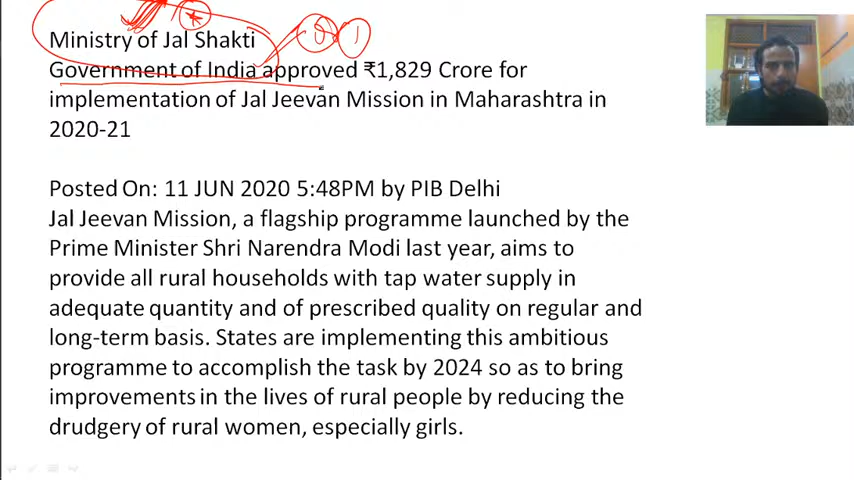 Ministry of Jal Shakti
Government of India approved ₹1,829 Crore for
implementation of Jal Jeevan Mission in Maharashtra in
2020-21
Posted On: 11 JUN 2020 5:48PM by PIB Delhi
Jal Jeevan Mission, a flagship programme launched by the
Prime Minister Shri Narendra Modi last year, aims to
provide all rural households with tap water supply in
adequate quantity and of prescribed quality on regular and
long-term basis. States are implementing this ambitious
programme to accomplish the task by 2024 so as to bring
improvements in the lives of rural people by reducing the
drudgery of rural women, especially girls.